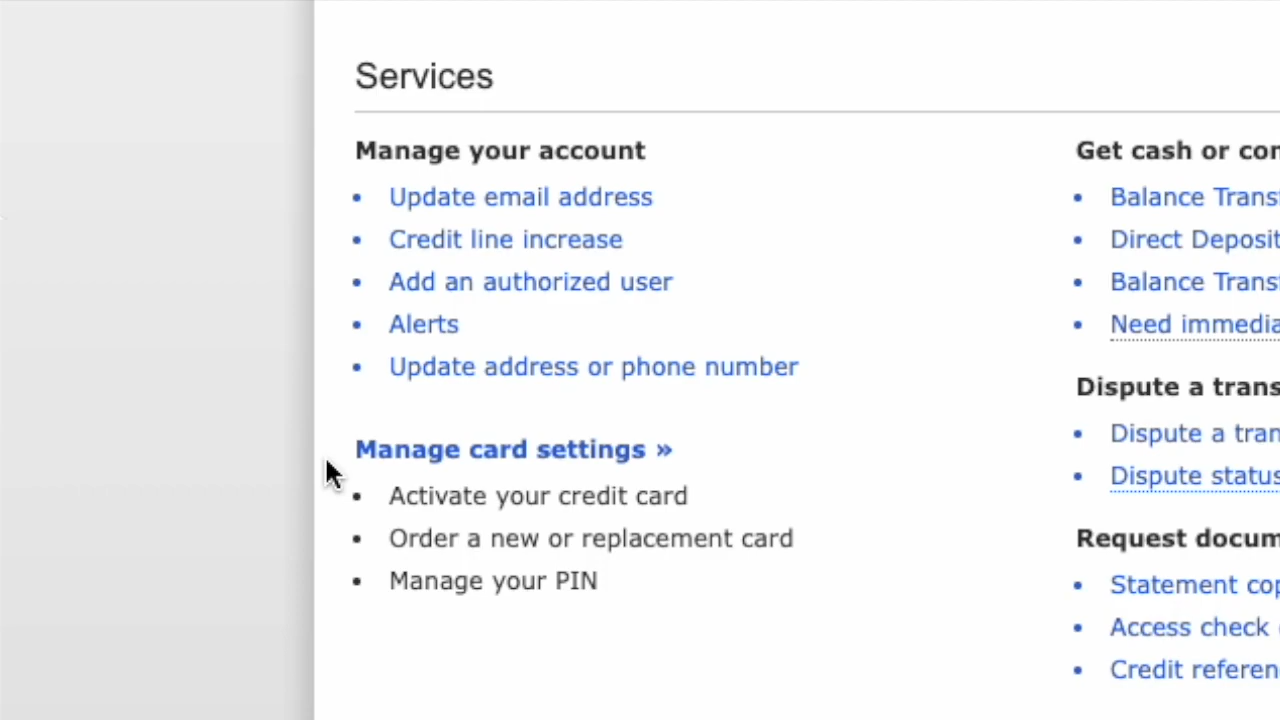 Services
Manage your account
Update email address
Credit line increase
Add an authorized user
Alerts
Update address or phone number
Manage card settings »
Activate your credit card
Order a new or replacement card
Manage your PIN
Get cash or
Balance
Direct Deposit
Balance
Need
Dispute a
Dispute a
Dispute status
Request
Statement
Access check
Credit